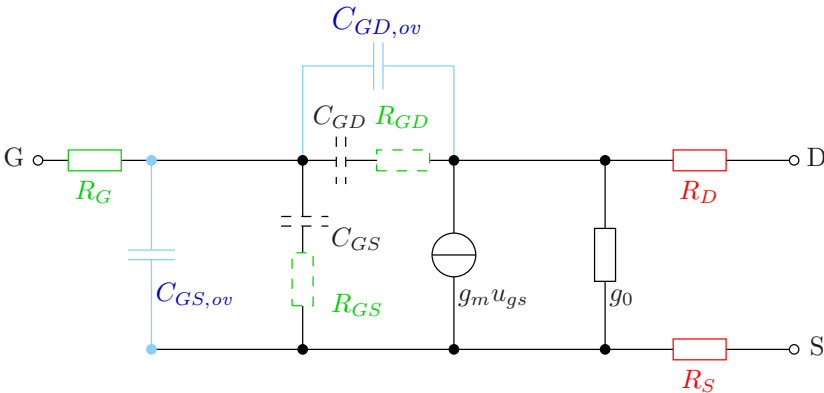 C_{GD,ov}
C_{GD}
R_{GD}
G
D
R_G
R_D
C_{GS}
C_{GS,ov}
R_{GS}
g_m u_{gs}
g_0
S
R_S